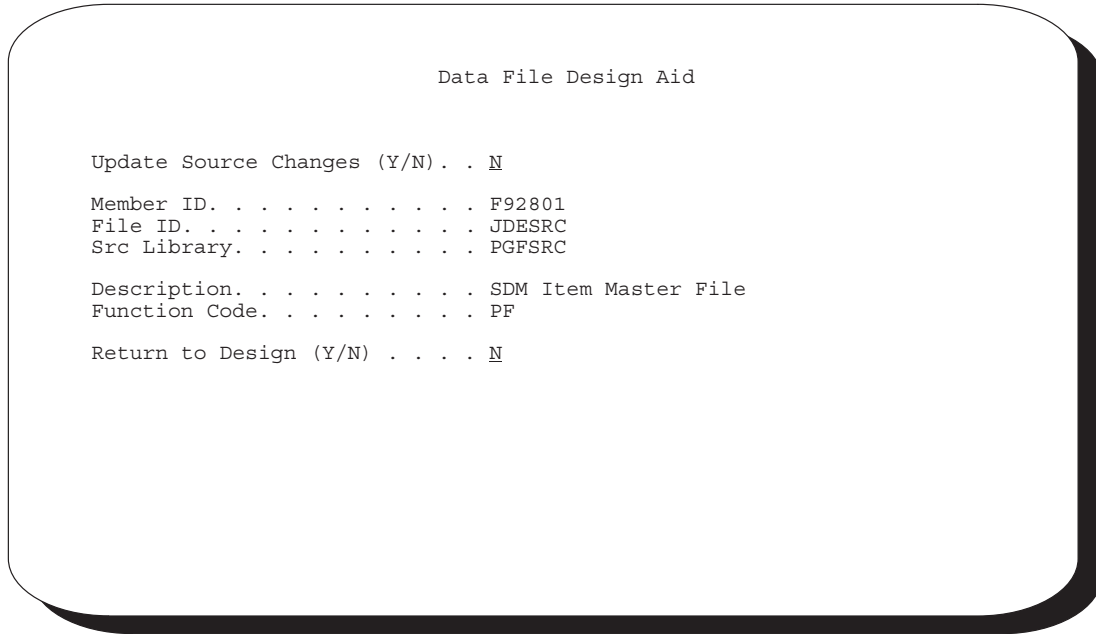 Data File Design Aid
Update Source Changes (Y/N). . N
Member ID. . . . . . . . . . . F92801
File ID. . . . . . . . . . . . JDESRC
Src Library. . . . . . . . . . PGFSRC
Description. . . . . . . . . . SDM Item Master File
Function Code. . . . . . . . . PF
Return to Design (Y/N) . . . . N